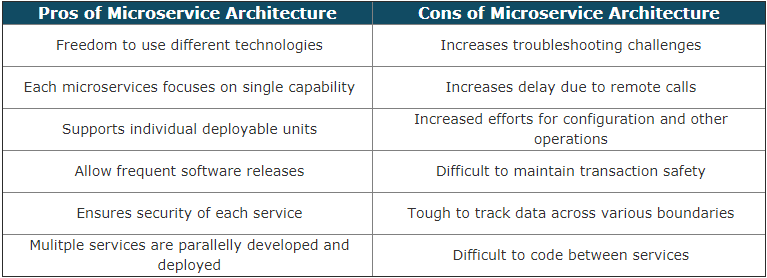 Pros of Microservice Architecture
Cons of Microservice Architecture
Freedom to use different technologies
Increases troubleshooting challenges
Each microservices focuses on single capability
Increases delay due to remote calls
Supports individual deployable units
Increased efforts for configuration and other
operations
Allow frequent software releases
Difficult to maintain transaction safety
Ensures security of each service
Tough to track data across various boundaries
Mulitple services are parallelly developed and
deployed
Difficult to code between services